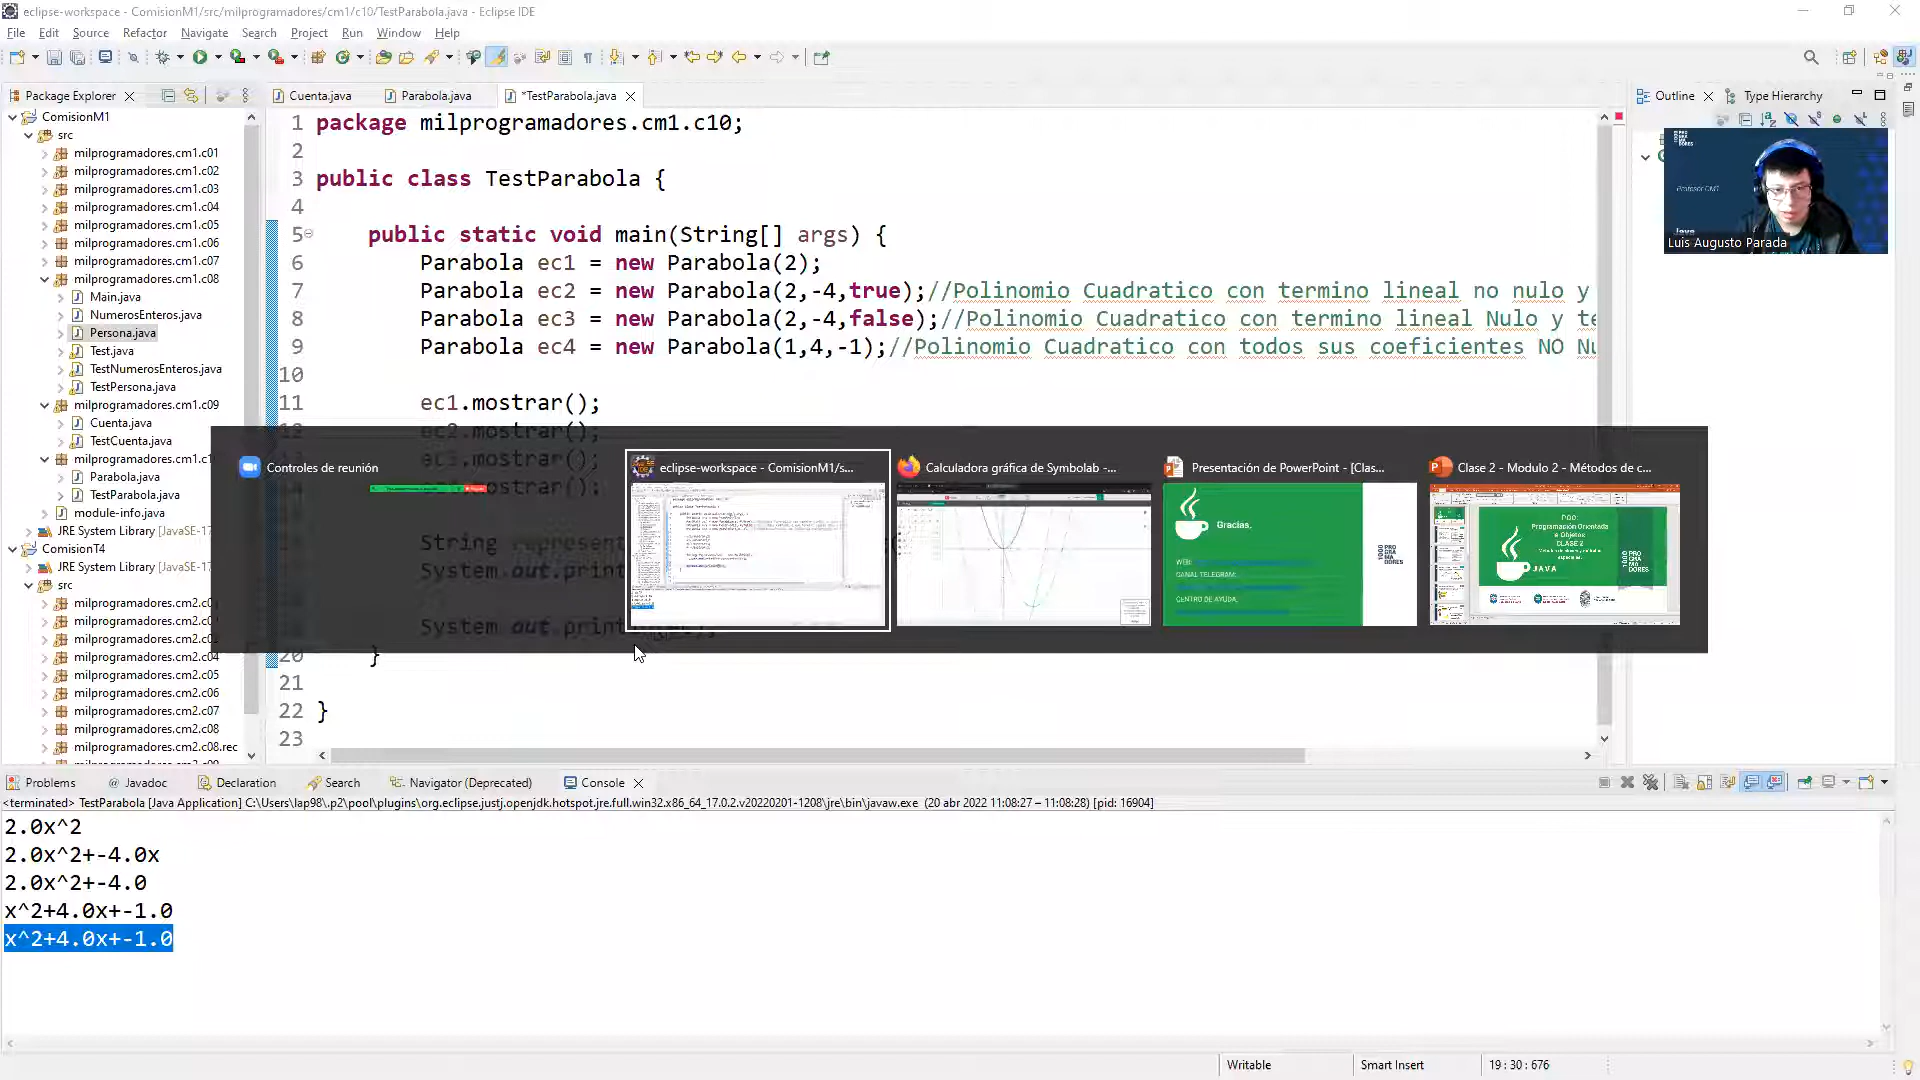 eclipse-workspace - ComisionM1/src/milprogramadores/cm1/c10/TestParabola.java - Eclipse IDE
File Edit Source Refactor Navigate Search Project Run Window Help
Package Explorer
Cuenta.java
Parabola.java
*TestParabola.java
Outline
Type Hierarchy
ComisionM1
src
milprogramadores.cm1.c01
milprogramadores.cm1.c02
milprogramadores.cm1.c03
milprogramadores.cm1.c04
milprogramadores.cm1.c05
milprogramadores.cm1.c06
milprogramadores.cm1.c07
milprogramadores.cm1.c08
Main.java
NumerosEnteros.java
Persona.java
Test.java
TestNumerosEnteros.java
TestPersona.java
milprogramadores.cm1.c09
Cuenta.java
TestCuenta.java
milprogramadores.cm1.c1
Parabola.java
TestParabola.java
module-info.java
JRE System Library [JavaSE-17
ComisionT4
JRE System Library [JavaSE-17
src
milprogramadores.cm2.c0
milprogramadores.cm2.c0
milprogramadores.cm2.c0
milprogramadores.cm2.c04
milprogramadores.cm2.c05
milprogramadores.cm2.c06
milprogramadores.cm2.c07
milprogramadores.cm2.c08
milprogramadores.cm2.c08.rec
1 package milprogramadores.cm1.c10;
2
3 public class TestParabola {
4
5 public static void main(String[] args) {
6 Parabola ec1 = new Parabola(2);
7 Parabola ec2 = new Parabola(2,-4,true);//Polinomio Cuadratico con termino lineal no nulo y
8 Parabola ec3 = new Parabola(2,-4,false);//Polinomio Cuadratico con termino lineal Nulo y te
9 Parabola ec4 = new Parabola(1,4,-1);//Polinomio Cuadratico con todos sus coeficientes NO Nu
10
11 ec1.mostrar();
12 ec2.mostrar();
ec3.mostrar();
mostrar();
String represent
System.out.print
System out.print
20 }
21
22 }
23
Controles de reunión
eclipse-workspace - ComisionM1/s...
Calculadora gráfica de Symbolab -...
Presentación de PowerPoint - [Clas...
Clase 2 - Modulo 2 - Métodos de c...
Gracias.
WEB:
CANAL TELEGRAM:
CENTRO DE AYUDA:
1000 PROGRAMADORES
POO:
Programación Orientada
a Objetos
CLASE 2
JAVA
1000 PROGRAMADORES
Profesor CM1
Java
Luis Augusto Parada
Problems
Javadoc
Declaration
Search
Navigator (Deprecated)
Console
<terminated> TestParabola [Java Application] C:\Users\lap98\.p2\pool\plugins\org.eclipse.justj.openjdk.hotspot.jre.full.win32.x86_64_17.0.2.v20220201-1208\jre\bin\javaw.exe (20 abr 2022 11:08:27 – 11:08:28) [pid: 16904]
2.0x^2
2.0x^2+-4.0x
2.0x^2+-4.0
x^2+4.0x+-1.0
x^2+4.0x+-1.0
Writable
Smart Insert
19 : 30 : 676